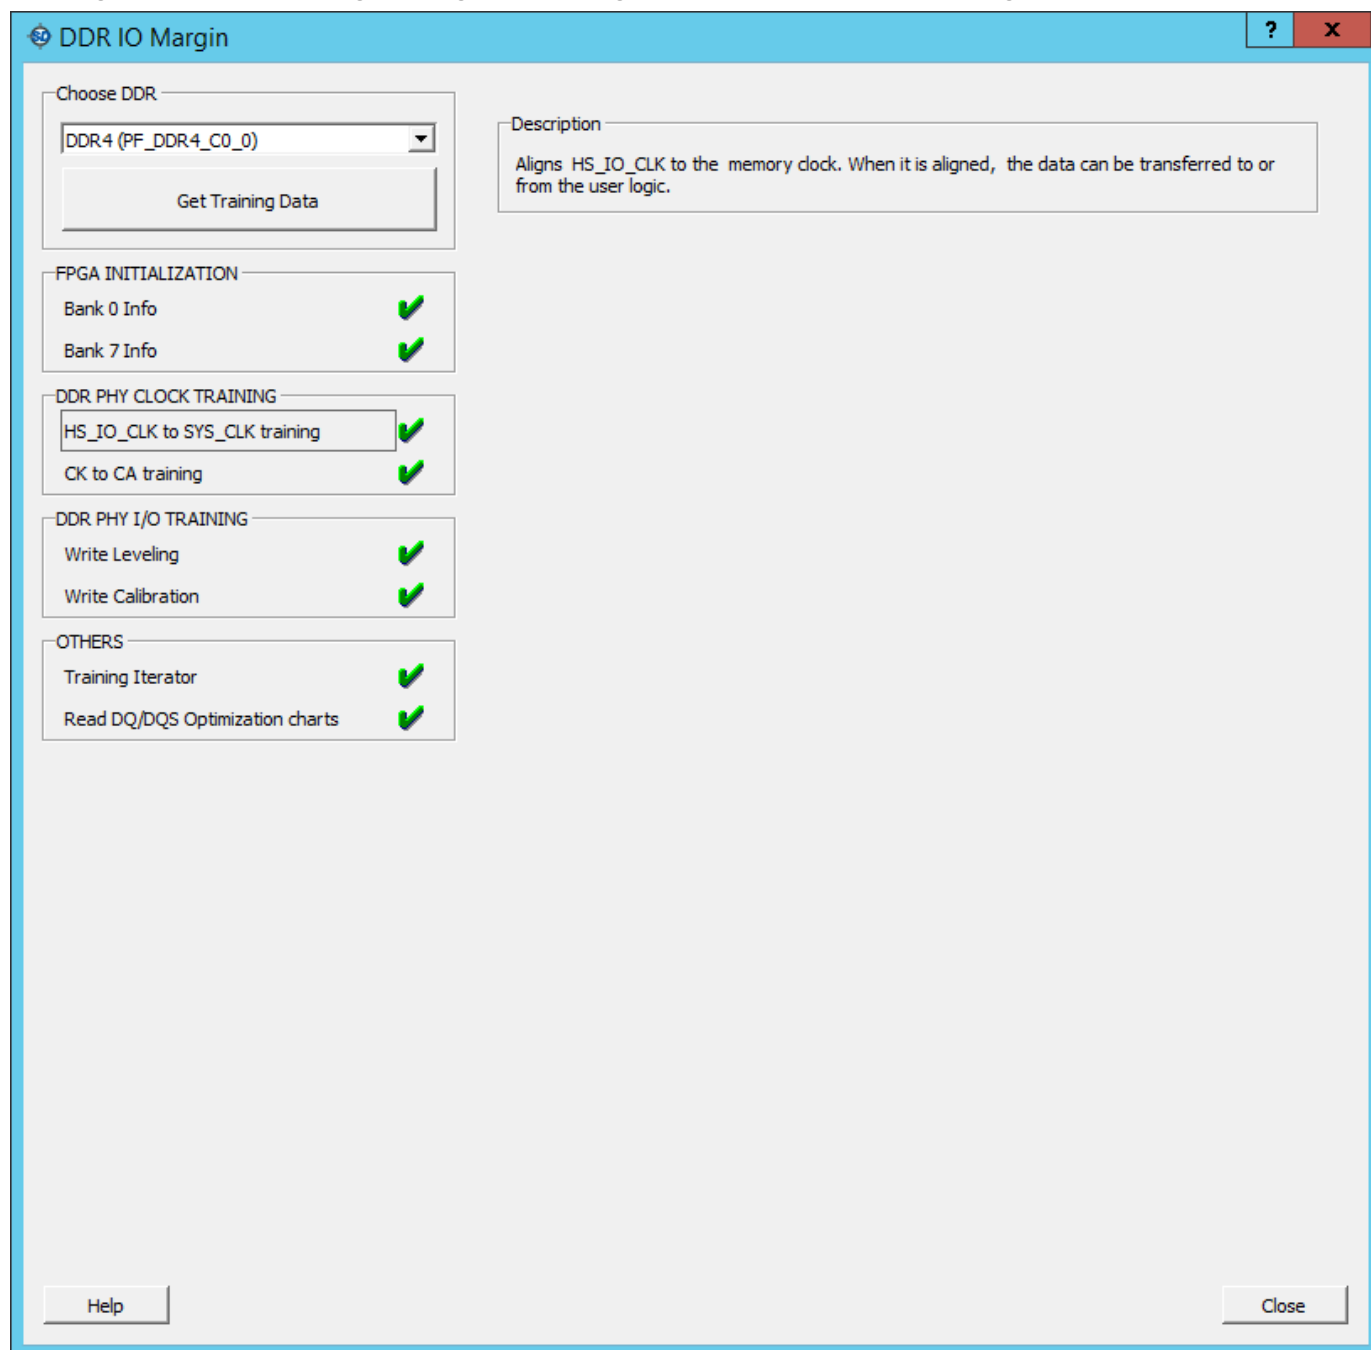 DDR IO Margin
? x
Choose DDR
DDR4 (PF_DDR4_C0_0)
Get Training Data
Description
Aligns HS_IO_CLK to the memory clock. When it is aligned, the data can be transferred to or
from the user logic.
FPGA INITIALIZATION
Bank 0 Info
Bank 7 Info
DDR PHY CLOCK TRAINING
HS_IO_CLK to SYS_CLK training
CK to CA training
DDR PHY I/O TRAINING
Write Leveling
Write Calibration
OTHERS
Training Iterator
Read DQ/DQS Optimization charts
Help
Close